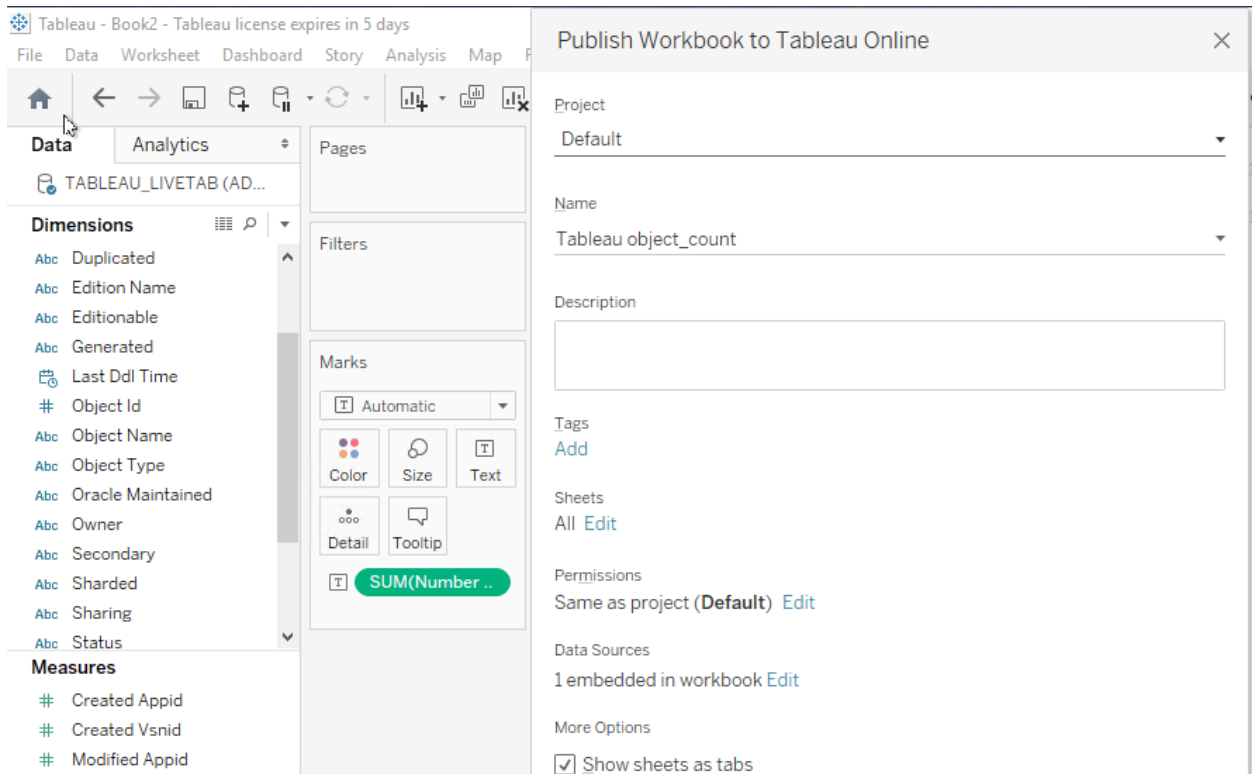 Tableau - Book2 - Tableau license expires in 5 days
File Data Worksheet Dashboard Story Analysis Map
Data
Analytics
TABLEAU_LIVETAB (AD...
Dimensions
Abc Duplicated
Abc Edition Name
Abc Editionable
Abc Generated
Last Ddl Time
# Object Id
Abc Object Name
Abc Object Type
Abc Oracle Maintained
Abc Owner
Abc Secondary
Abc Sharded
Abc Sharing
Abc Status
Measures
# Created Appid
# Created Vsnid
# Modified Appid
Pages
Filters
Marks
T Automatic
Color Size Text
Detail Tooltip
T SUM(Number ..
Publish Workbook to Tableau Online
Project
Default
Name
Tableau object_count
Description
Tags
Add
Sheets
All Edit
Permissions
Same as project (Default) Edit
Data Sources
1 embedded in workbook Edit
More Options
Show sheets as tabs